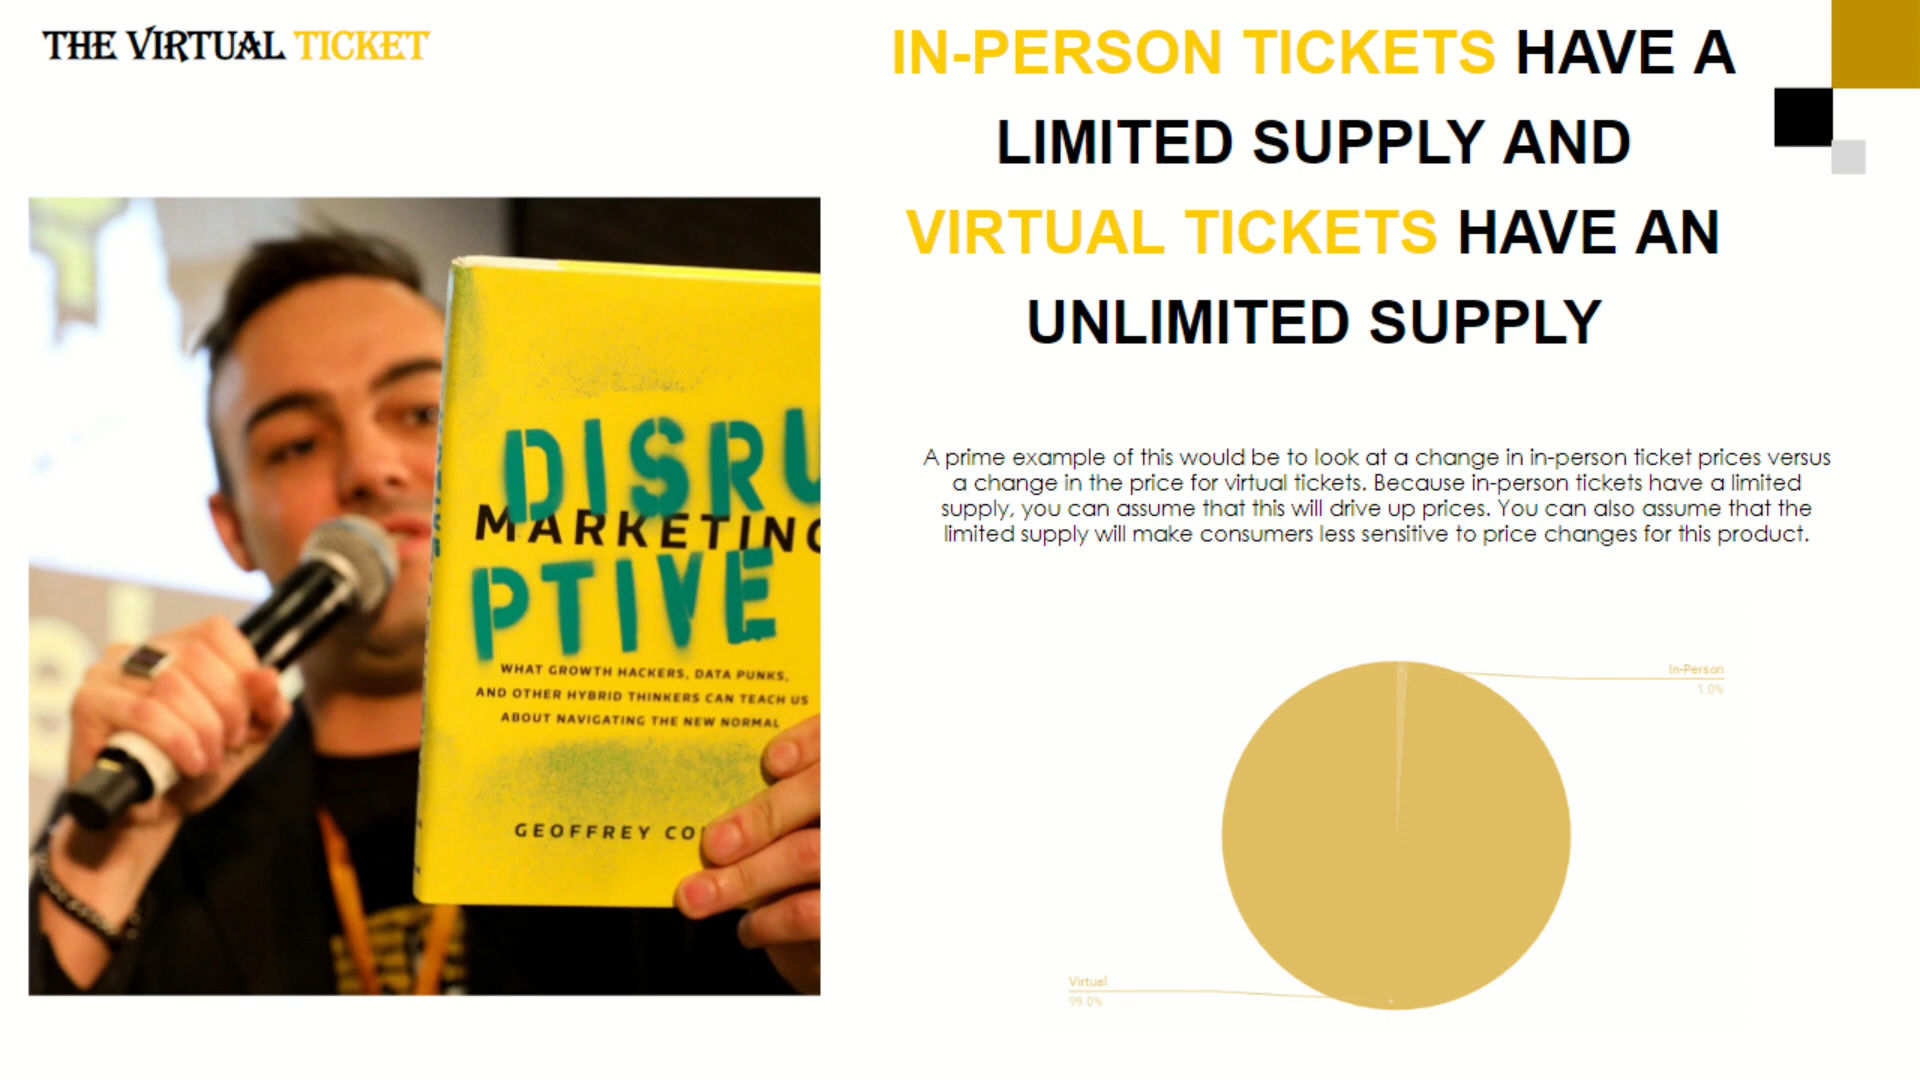 THE VIRTUAL TICKET
IN-PERSON TICKETS HAVE A
LIMITED SUPPLY AND
VIRTUAL TICKETS HAVE AN
UNLIMITED SUPPLY
DISRU
MARKETING
PTIVE
WHAT GROWTH HACKERS, DATA PUNKS,
AND OTHER HYBRID THINKERS CAN TEACH US
ABOUT NAVIGATING THE NEW NORMAL
GEOFFREY CO
A prime example of this would be to look at a change in in-person ticket prices versus
a change in the price for virtual tickets. Because in-person tickets have a limited
supply, you can assume that this will drive up prices. You can also assume that the
limited supply will make consumers less sensitive to price changes for this product.
In-Person
1.0%
Virtual
99.0%